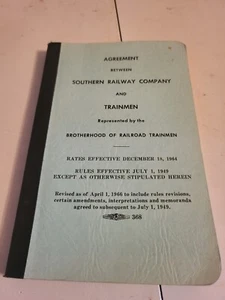 AGREEMENT
BETWEEN
SOUTHERN RAILWAY COMPANY
AND
TRAINMEN
Represented by the
BROTHERHOOD OF RAILROAD TRAINMEN
RATES EFFECTIVE DECEMBER 18, 1964
RULES EFFECTIVE JULY 1, 1949
EXCEPT AS OTHERWISE STIPULATED HEREIN
Revised as of April 1, 1966 to include rules revisions,
certain amendments, interpretations and memoranda
agreed to subsequent to July 1, 1949.
368